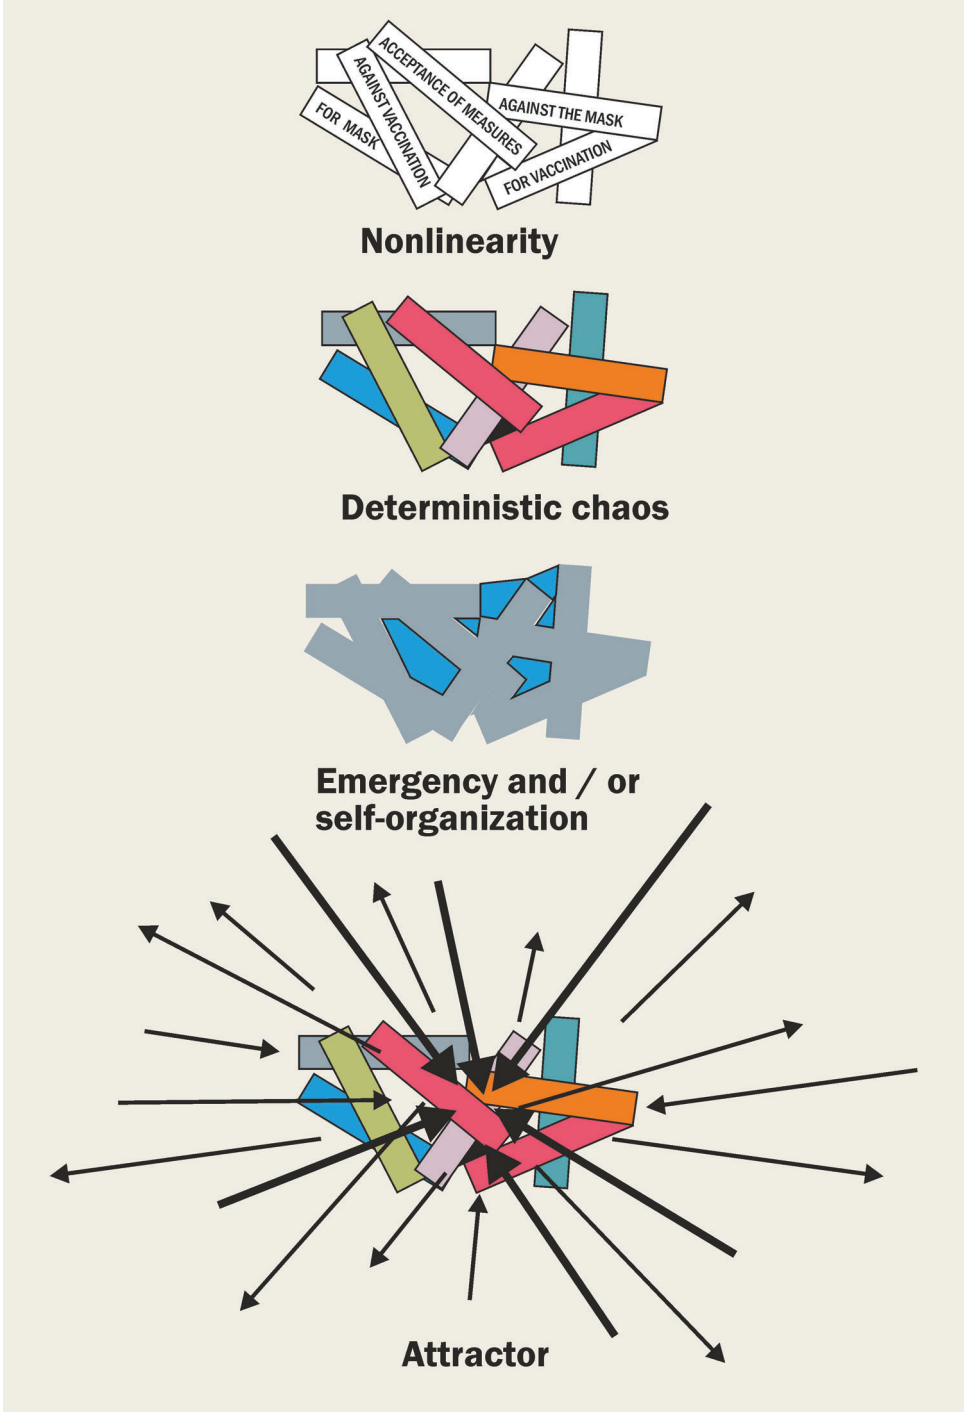 ACCEPTANCE OF MEASURES
AGAINST VACCINATION
FOR MASK
AGAINST THE MASK
FOR VACCINATION
Nonlinearity
Deterministic chaos
Emergency and / or
self-organization
Attractor